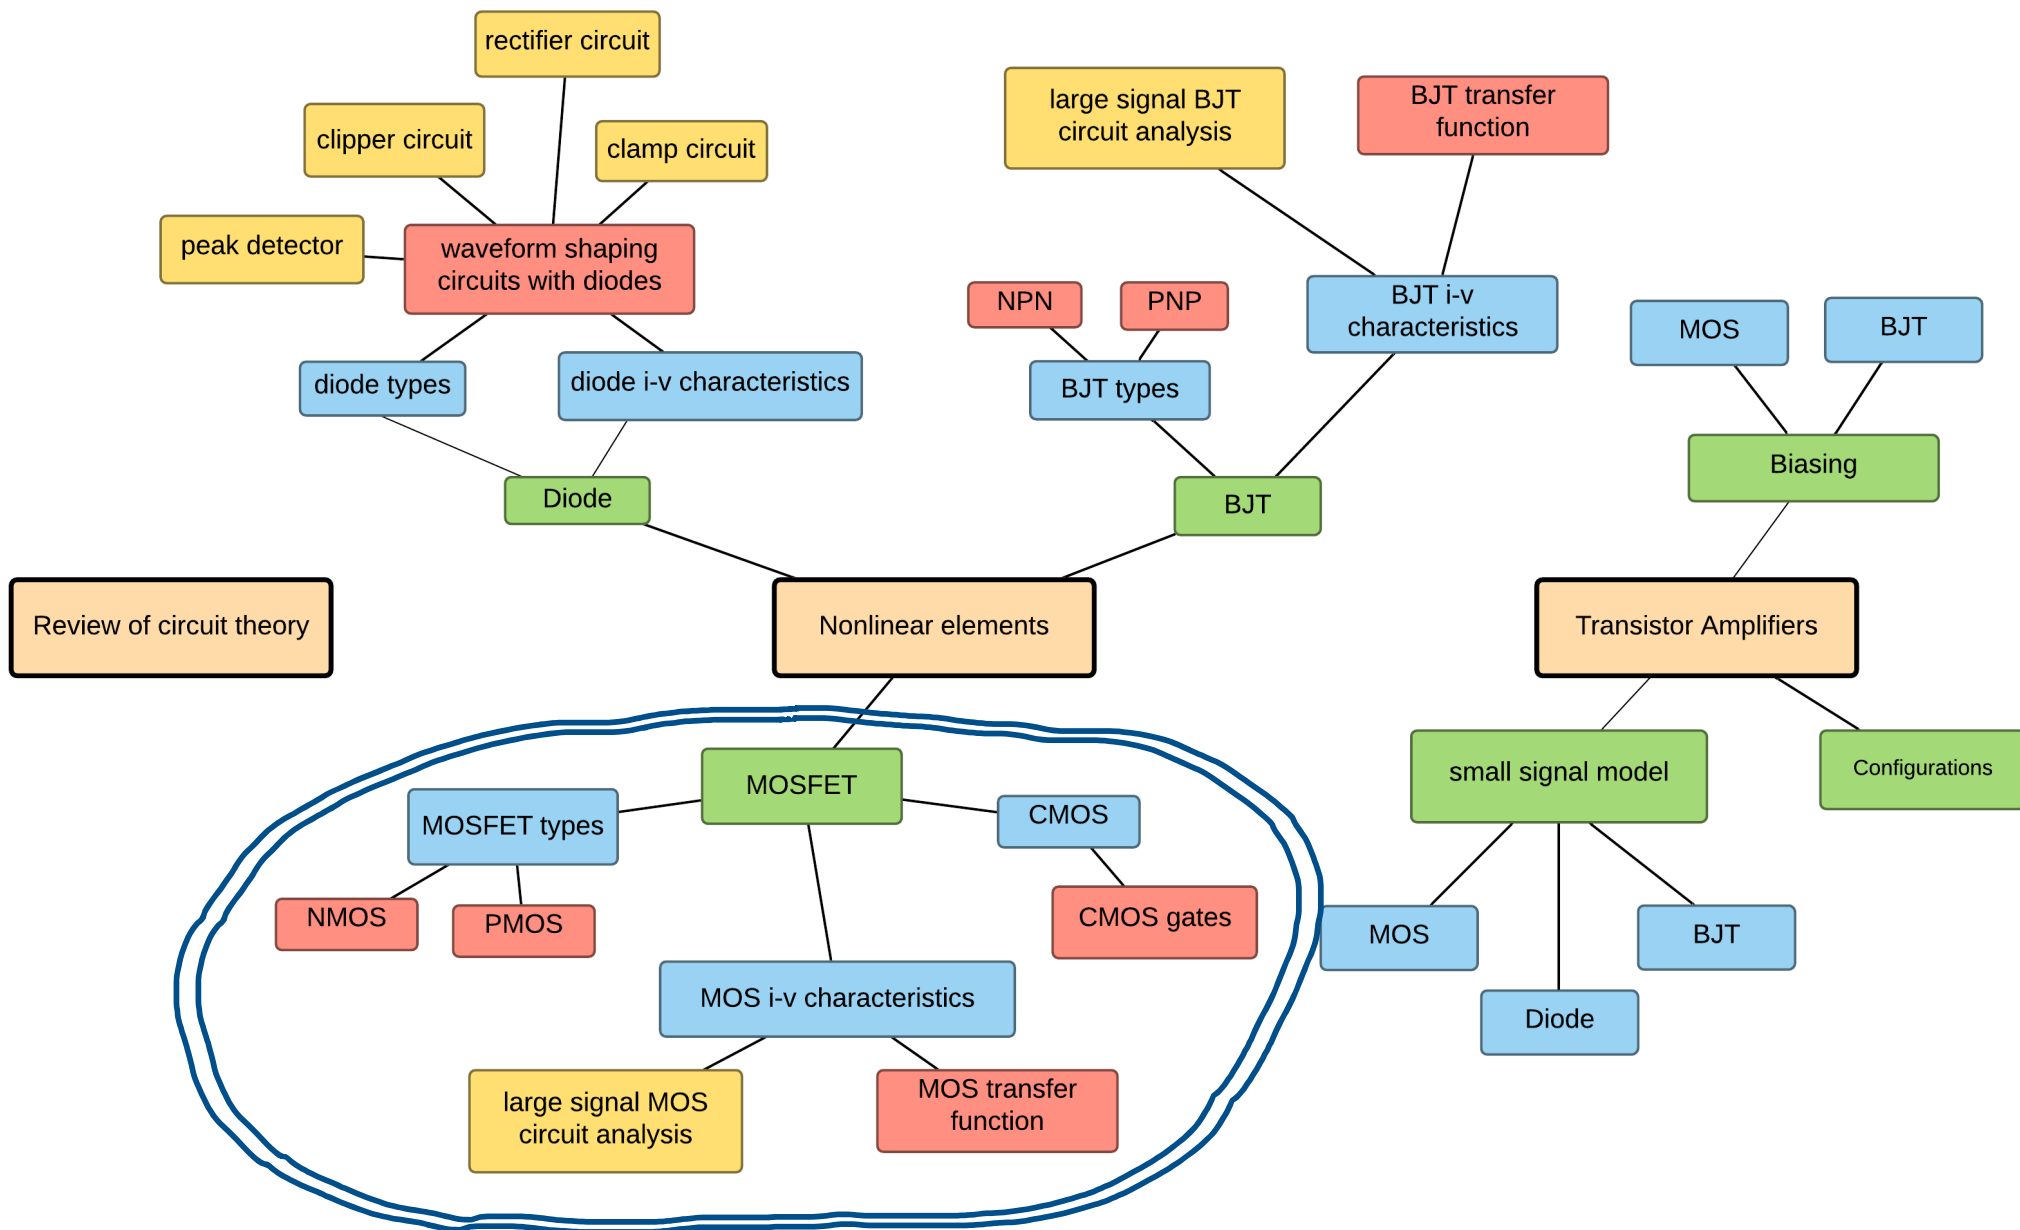 rectifier circuit
clipper circuit
clamp circuit
peak detector
waveform shaping
circuits with diodes
diode types
diode i-v characteristics
Diode
large signal BJT
circuit analysis
BJT transfer
function
NPN
PNP
BJT i-v
characteristics
BJT types
BJT
MOS
BJT
Biasing
Review of circuit theory
Nonlinear elements
Transistor Amplifiers
MOSFET
MOSFET types
CMOS
NMOS
PMOS
CMOS gates
MOS i-v characteristics
large signal MOS
circuit analysis
MOS transfer
function
small signal model
Configurations
MOS
BJT
Diode